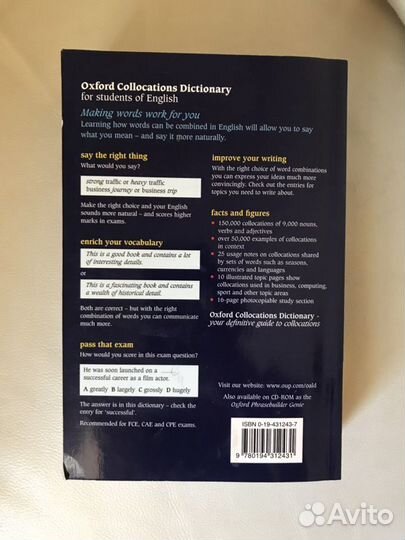 Oxford Collocations Dictionary
for students of English
Making words work for you
Learning how words can be combined in English will allow you to say
what you mean – and say it more naturally.
say the right thing
What would you say?
strong traffic or heavy traffic
business journey or business trip
Make the right choice and your English
sounds more natural – and scores higher
marks in exams.
enrich your vocabulary
This is a good book and contains a lot
of interesting details.
or
This is a fascinating book and contains
a wealth of historical detail.
Both are correct – but with the right
combination of words you can communicate
much more.
pass that exam
How would you score in this exam question?
He was soon launched on a
successful career as a film actor.
A greatly B largely C grossly D hugely
The answer is in this dictionary – check the
entry for 'successful'.
Recommended for FCE, CAE and CPE exams.
improve your writing
With the right choice of word combinations
you can express your ideas much more
convincingly. Check out the entries for
topics you need to write about.
facts and figures
• 150,000 collocations of 9,000 nouns,
verbs and adjectives
• over 50,000 examples of collocations
in context
• 25 usage notes on collocations shared
by sets of words such as seasons,
currencies and languages
• 10 illustrated topic pages show
collocations used in business, computing,
sport and other topic areas
• 16-page photocopiable study section
Oxford Collocations Dictionary –
your definitive guide to collocations
Visit our website: www.oup.com/oald
Also available on CD-ROM as the
Oxford Phrasebuilder Genie
ISBN 0-19-431243-7
9 780194 312431
Avito